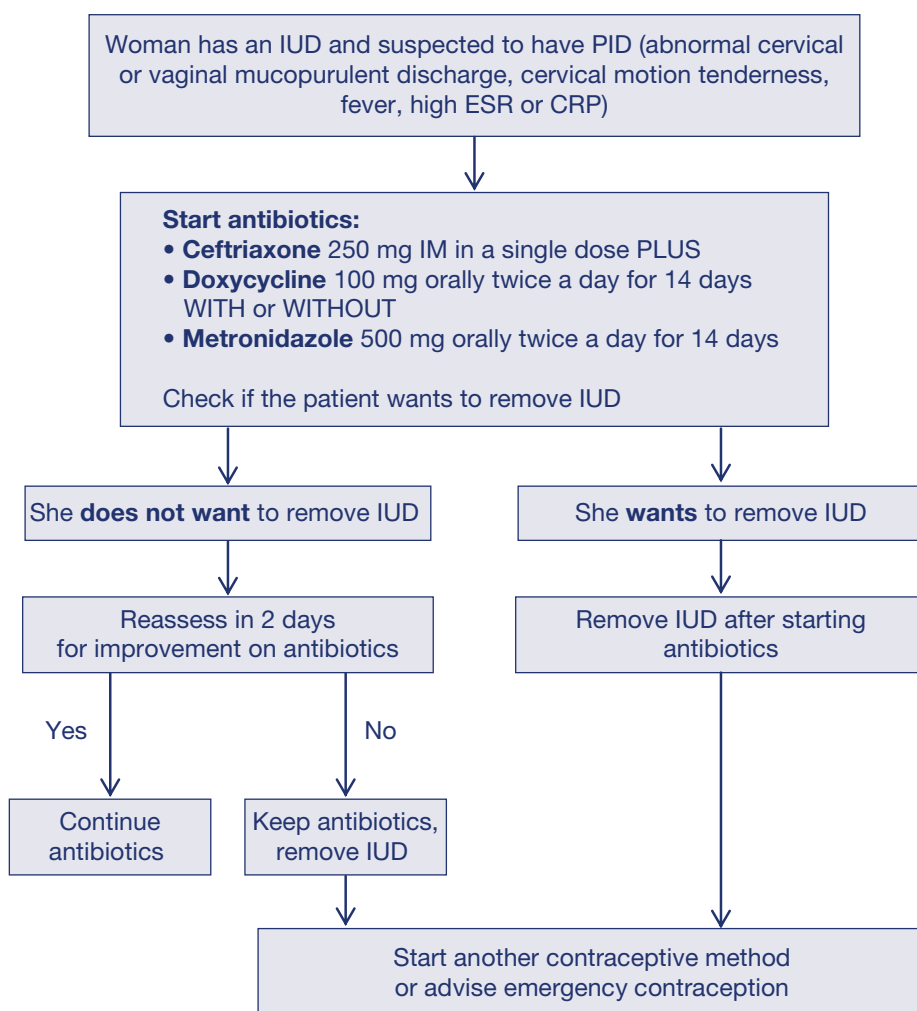 Woman has an IUD and suspected to have PID (abnormal cervical
or vaginal mucopurulent discharge, cervical motion tenderness,
fever, high ESR or CRP)
Start antibiotics:
• Ceftriaxone 250 mg IM in a single dose PLUS
• Doxycycline 100 mg orally twice a day for 14 days
WITH or WITHOUT
• Metronidazole 500 mg orally twice a day for 14 days
Check if the patient wants to remove IUD
She does not want to remove IUD
She wants to remove IUD
Reassess in 2 days
for improvement on antibiotics
Remove IUD after starting
antibiotics
Yes
No
Continue
antibiotics
Keep antibiotics,
remove IUD
Start another contraceptive method
or advise emergency contraception